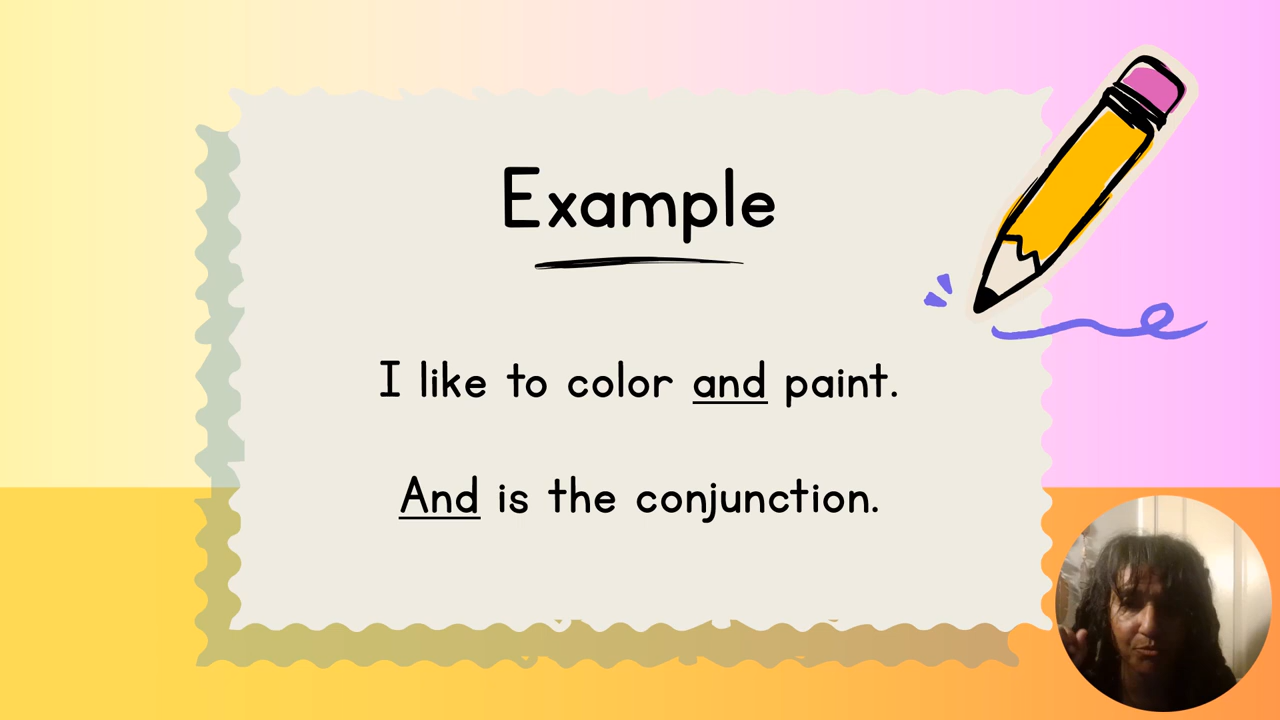 Example
I like to color and paint.
And is the conjunction.